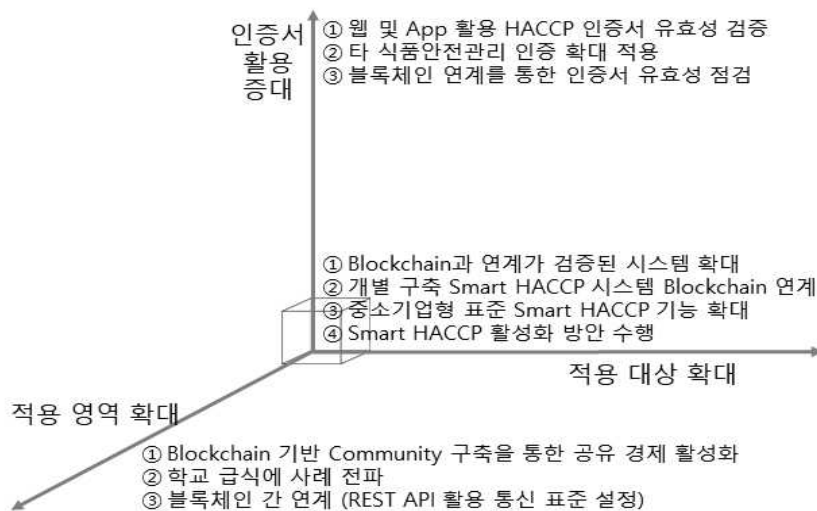 인증서
활용
증대
① 웹 및 App 활용 HACCP 인증서 유효성 검증
② 타 식품안전관리 인증 확대 적용
③ 블록체인 연계를 통한 인증서 유효성 점검
① Blockchain과 연계가 검증된 시스템 확대
② 개별 구축 Smart HACCP 시스템 Blockchain 연계
③ 중소기업형 표준 Smart HACCP 기능 확대
④ Smart HACCP 활성화 방안 수행
적용 대상 확대
적용 영역 확대
① Blockchain 기반 Community 구축을 통한 공유 경제 활성화
② 학교 급식에 사례 전파
③ 블록체인 간 연계 (REST API 활용 통신 표준 설정)